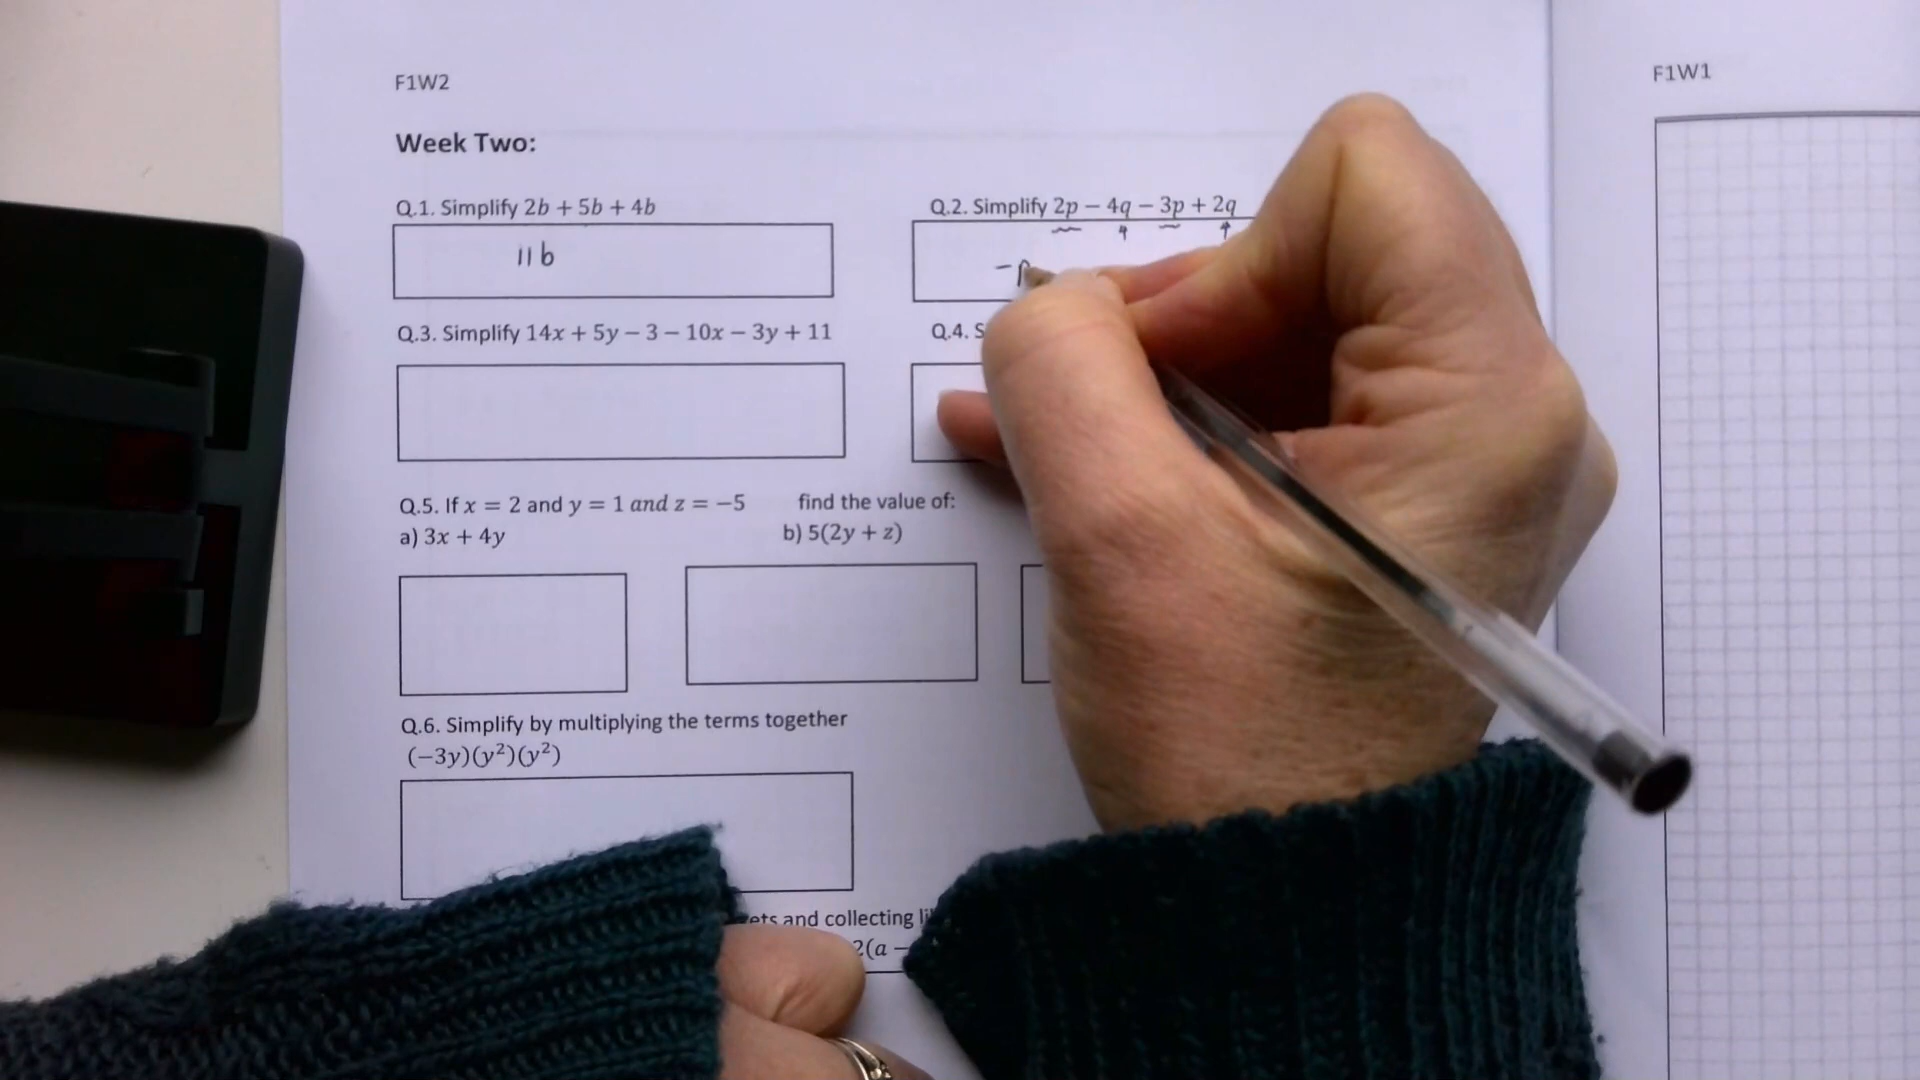 F1W2
F1W1
Week Two:
Q.1. Simplify 2b + 5b + 4b
11b
Q.2. Simplify 2p − 4q − 3p + 2q
−p
Q.3. Simplify 14x + 5y − 3 − 10x − 3y + 11
Q.4. S
Q.5. If x = 2 and y = 1 and z = −5 find the value of:
a) 3x + 4y
b) 5(2y + z)
Q.6. Simplify by multiplying the terms together
(−3y)(y²)(y²)
and collecting
2(a −